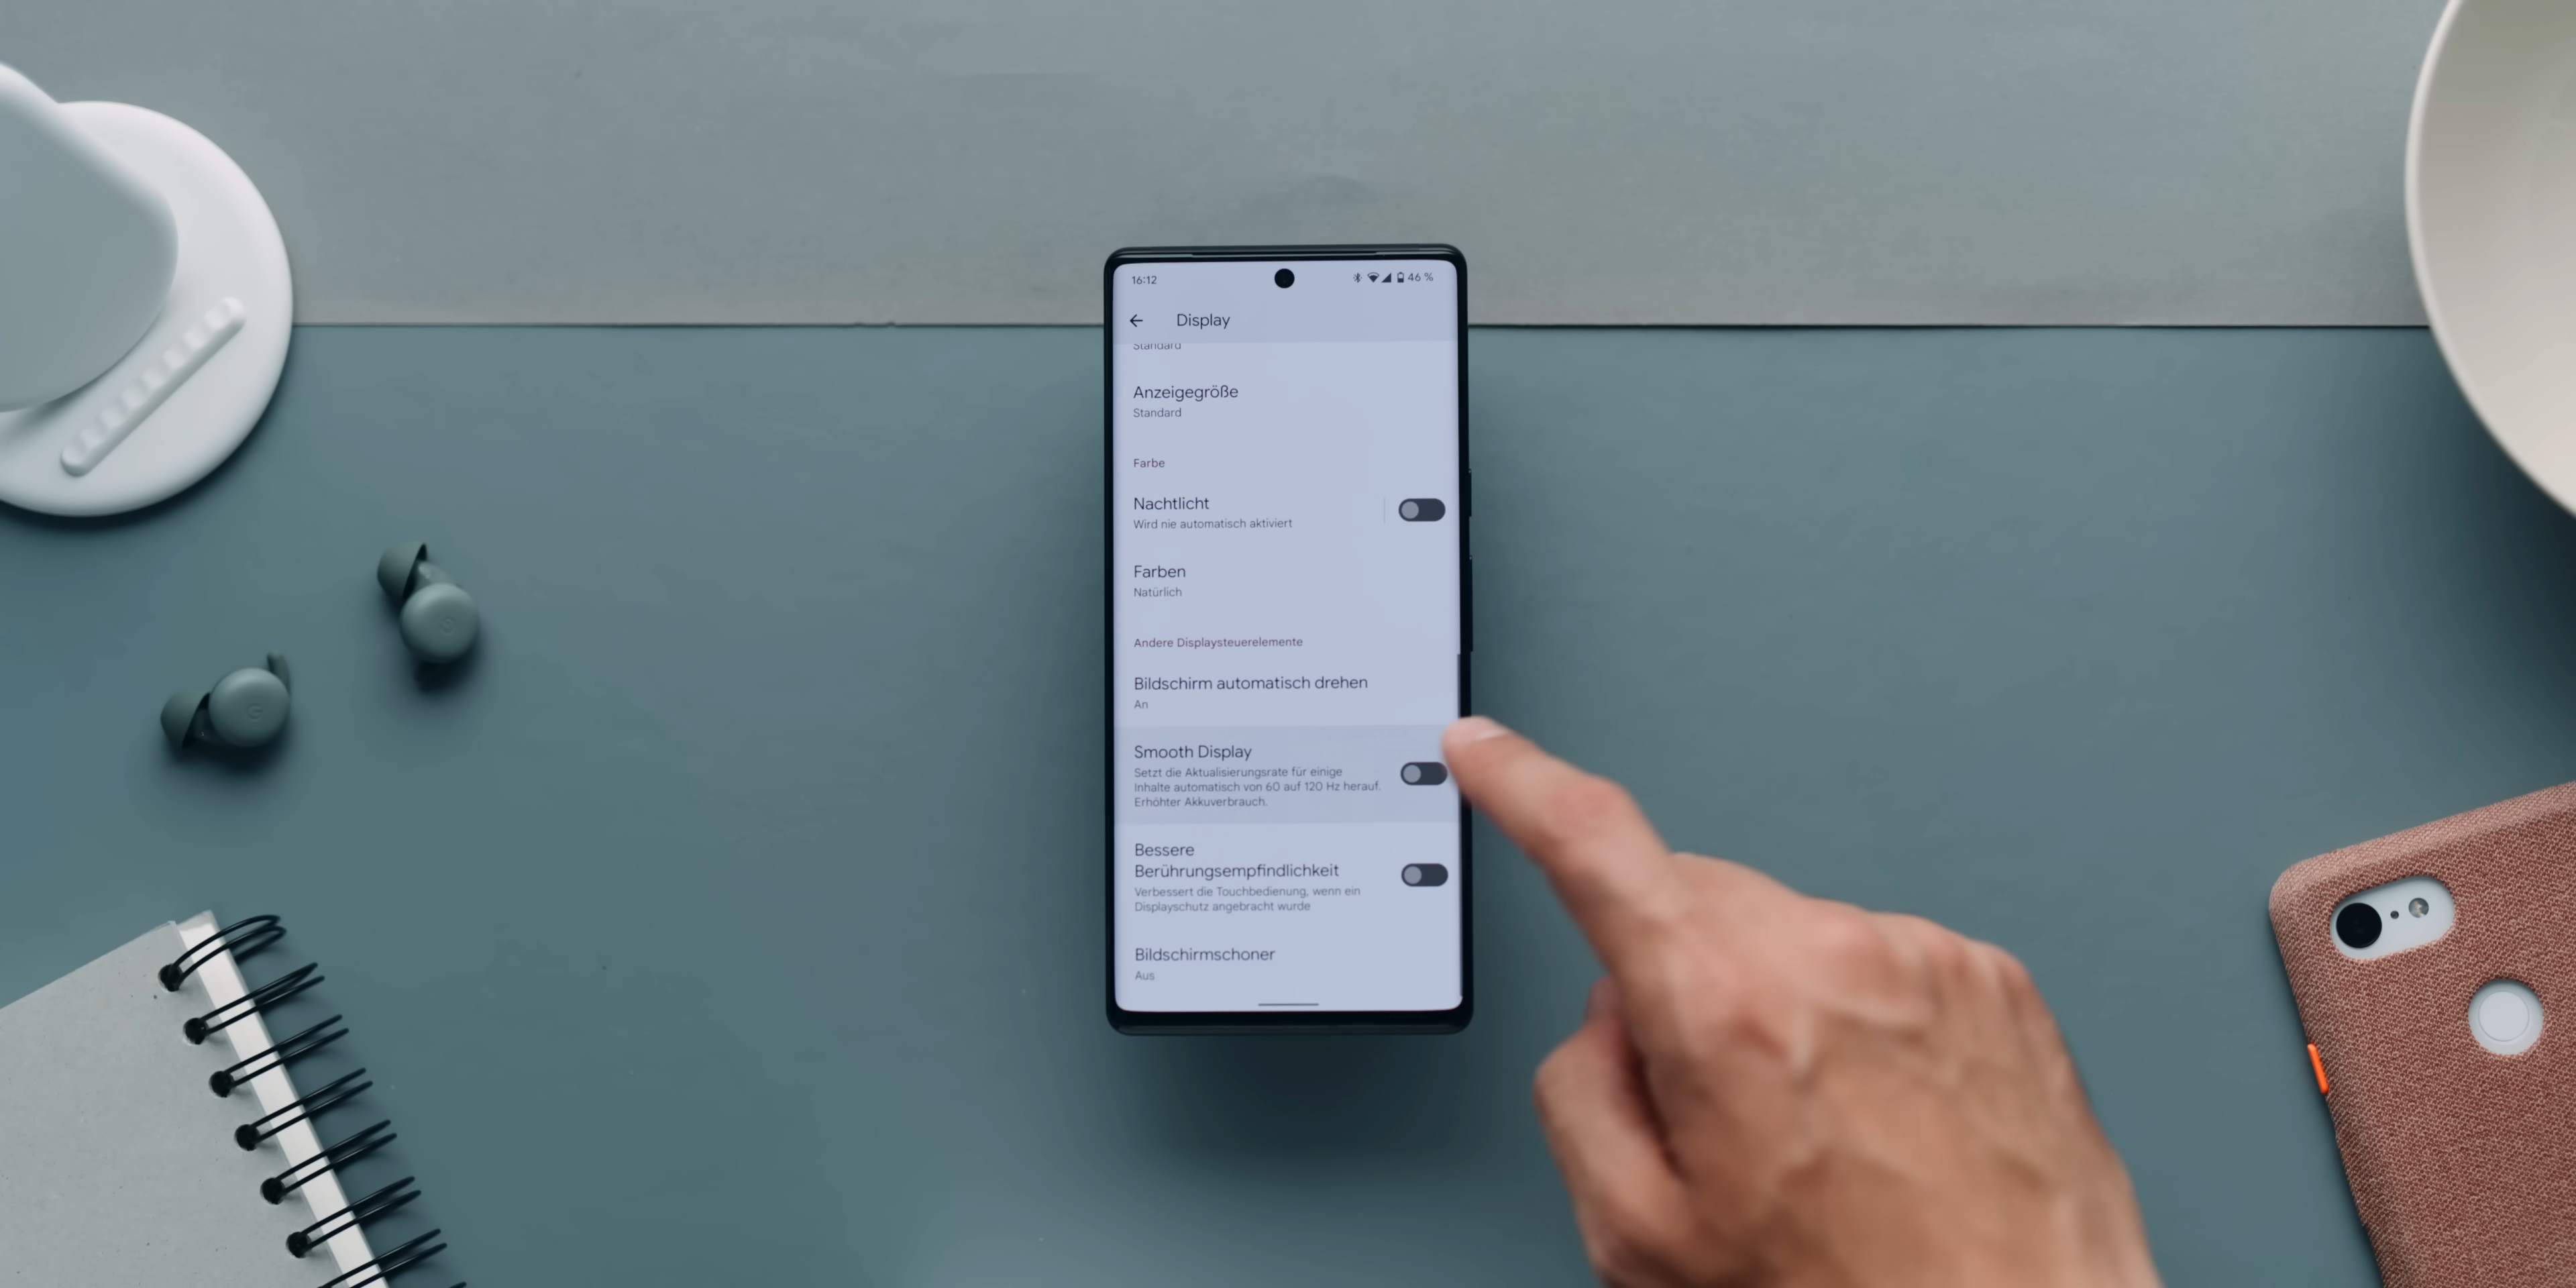 16:12
46 %
Display
Standard
Anzeigegröße
Standard
Farbe
Nachtlicht
Wird nie automatisch aktiviert
Farben
Natürlich
Andere Displaysteuerelemente
Bildschirm automatisch drehen
An
Smooth Display
Setzt die Aktualisierungsrate für einige
Inhalte automatisch von 60 auf 120 Hz herauf.
Erhöhter Akkuverbrauch.
Bessere
Berührungsempfindlichkeit
Verbessert die Touchbedienung, wenn ein
Displayschutz angebracht wurde
Bildschirmschoner
Aus
G
G